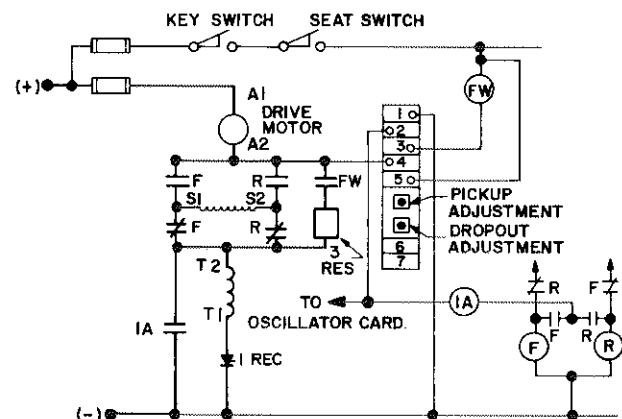 KEY SWITCH
SEAT SWITCH
(+)
A1
DRIVE
MOTOR
A2
FW
1
2
3
4
5
6
7
F
R
FW
S1
S2
F
R
3
RES
PICKUP
ADJUSTMENT
DROPOUT
ADJUSTMENT
T2
T1
1 REC
1A
TO
OSCILLATOR CARD.
1A
R
F
F
R
F
R
(-)